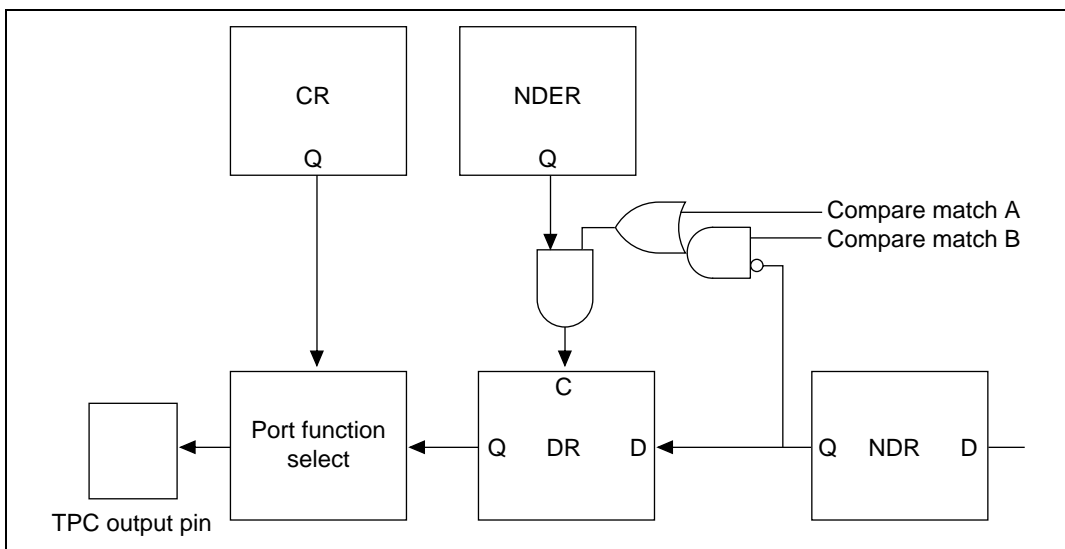 CR
Q
NDER
Q
Compare match A
Compare match B
C
Port function
select
Q DR D
Q NDR D
TPC output pin